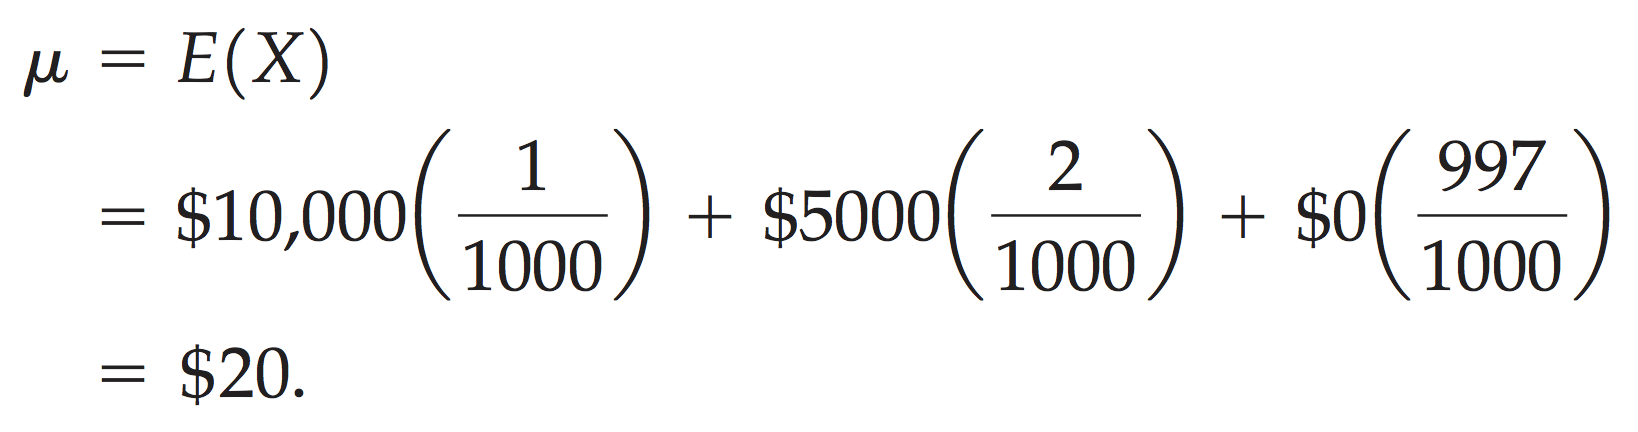 μ = E(X)
= $10,000(1/1000) + $5000(2/1000) + $0(997/1000)
= $20.